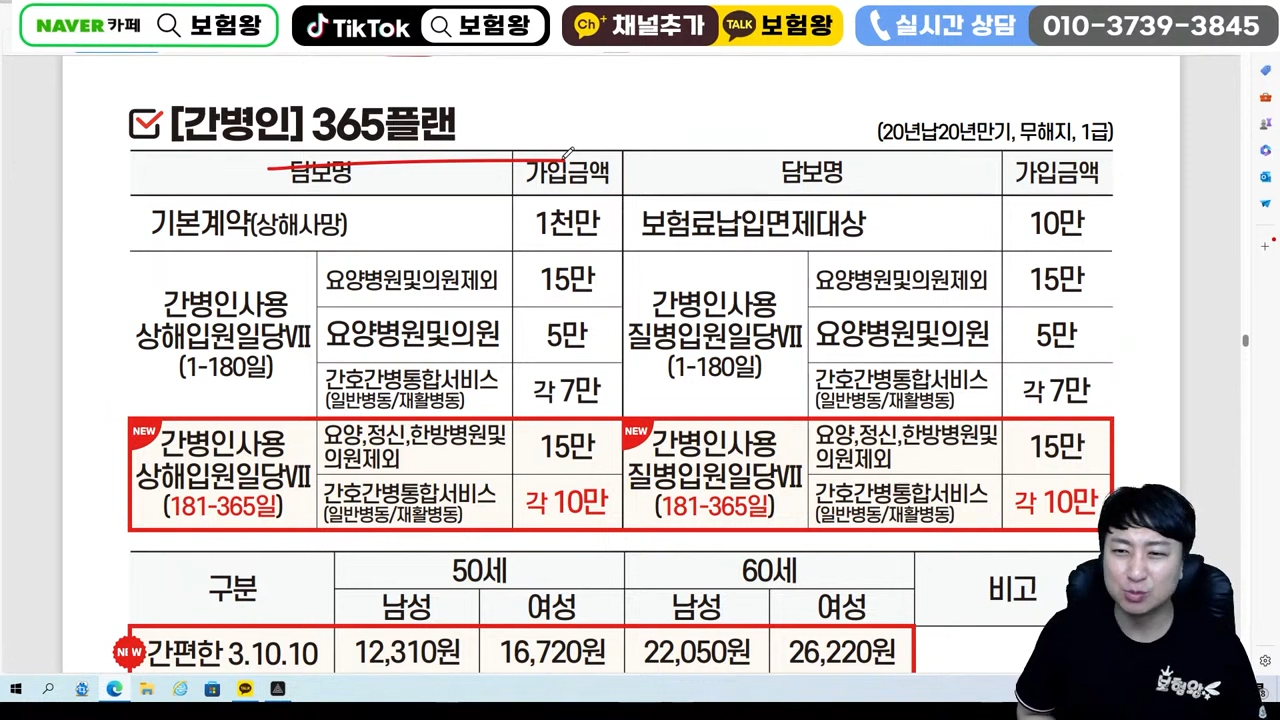 NAVER 카페 보험왕 TikTok 보험왕 Ch+ 채널추가 TALK 보험왕 실시간 상담 010-3739-3845
[간병인] 365플랜
(20년납20년만기, 무해지, 1급)
담보명 가입금액 담보명 가입금액
기본계약(상해사망) 1천만 보험료납입면제대상 10만
간병인사용
상해입원일당Ⅶ
(1-180일)
요양병원및의원제외 15만
요양병원및의원 5만
간호간병통합서비스
(일반병동/재활병동)
각 7만
간병인사용
질병입원일당Ⅶ
(1-180일)
요양병원및의원제외 15만
요양병원및의원 5만
간호간병통합서비스
(일반병동/재활병동)
각 7만
NEW
간병인사용
상해입원일당Ⅶ
(181-365일)
요양,정신,한방병원및
의원제외
15만
간호간병통합서비스
(일반병동/재활병동)
각 10만
NEW
간병인사용
질병입원일당Ⅶ
(181-365일)
요양,정신,한방병원및
의원제외
15만
간호간병통합서비스
(일반병동/재활병동)
각 10만
구분 50세 60세 비고
남성 여성 남성 여성
NEW 간편한 3.10.10 12,310원 16,720원 22,050원 26,220원
보험왕